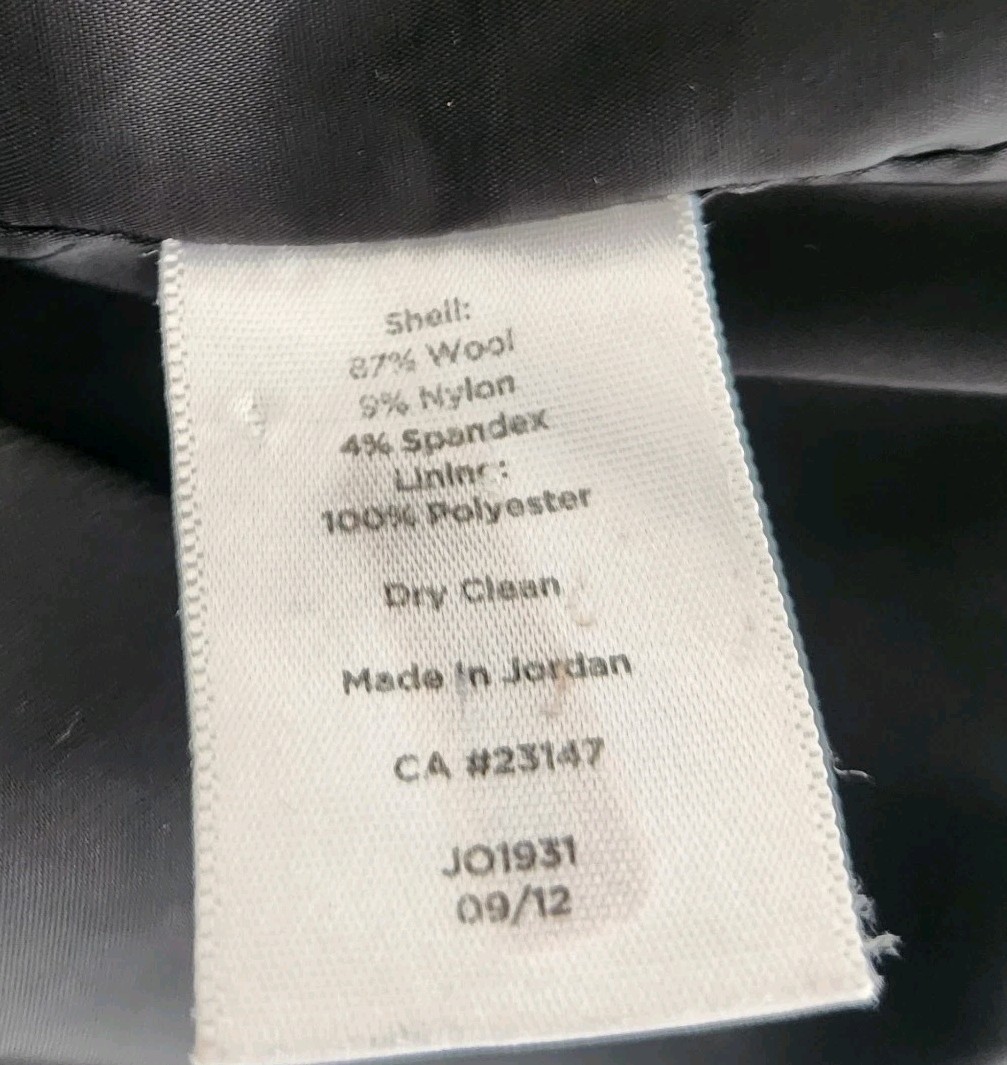 Shell:
87% Wool
9% Nylon
4% Spandex
Lining:
100% Polyester
Dry Clean
Made In Jordan
CA #23147
JO1931
09/12